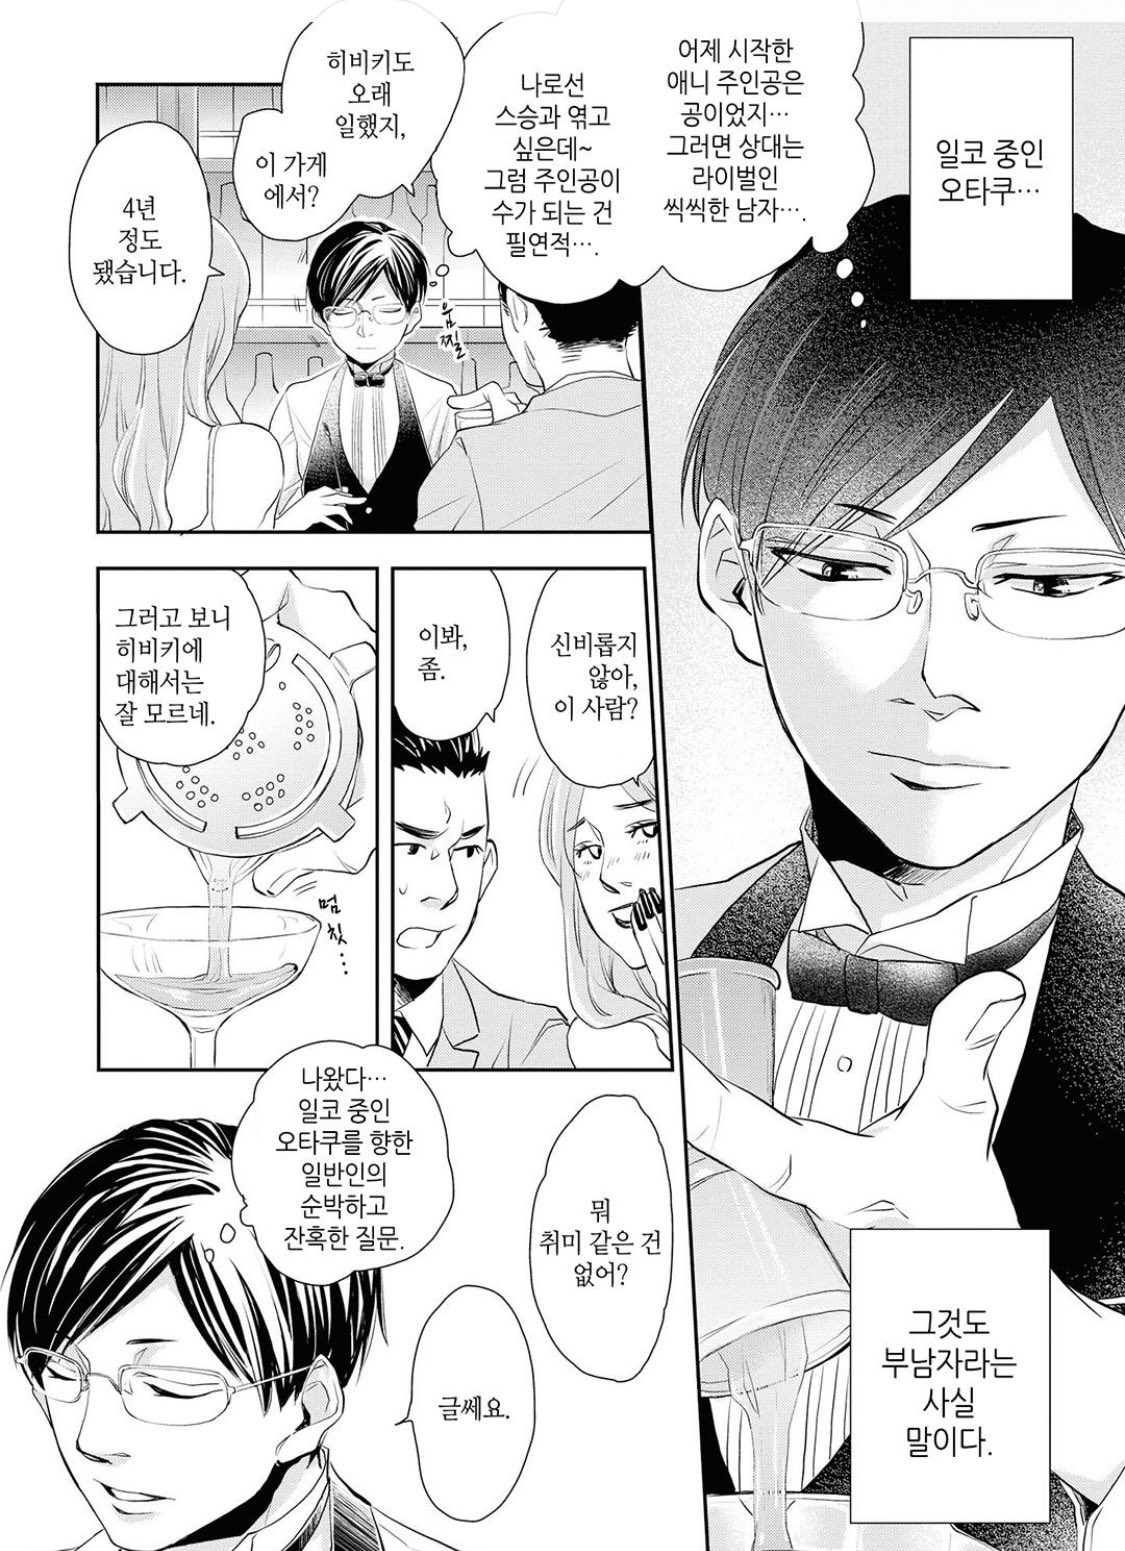 일코 중인
오타쿠…
어제 시작한
애니 주인공은
공이었지…
그러면 상대는
라이벌인
씩씩한 남자….
그것도
부남자라는
사실
말이다.
나로선
스승과 엮고
싶은데~
그럼 주인공이
수가 되는 건
필연적….
히비키도
오래
일했지,
이 가게
에서?
움찔
4년
정도
됐습니다.
신비롭지
않아,
이 사람?
이봐,
좀.
그러고 보니
히비키에
대해서는
잘 모르네.
멈칫…
뭐
취미 같은 건
없어?
나왔다…
일코 중인
오타쿠를 향한
일반인의
순박하고
잔혹한 질문.
글쎄요.